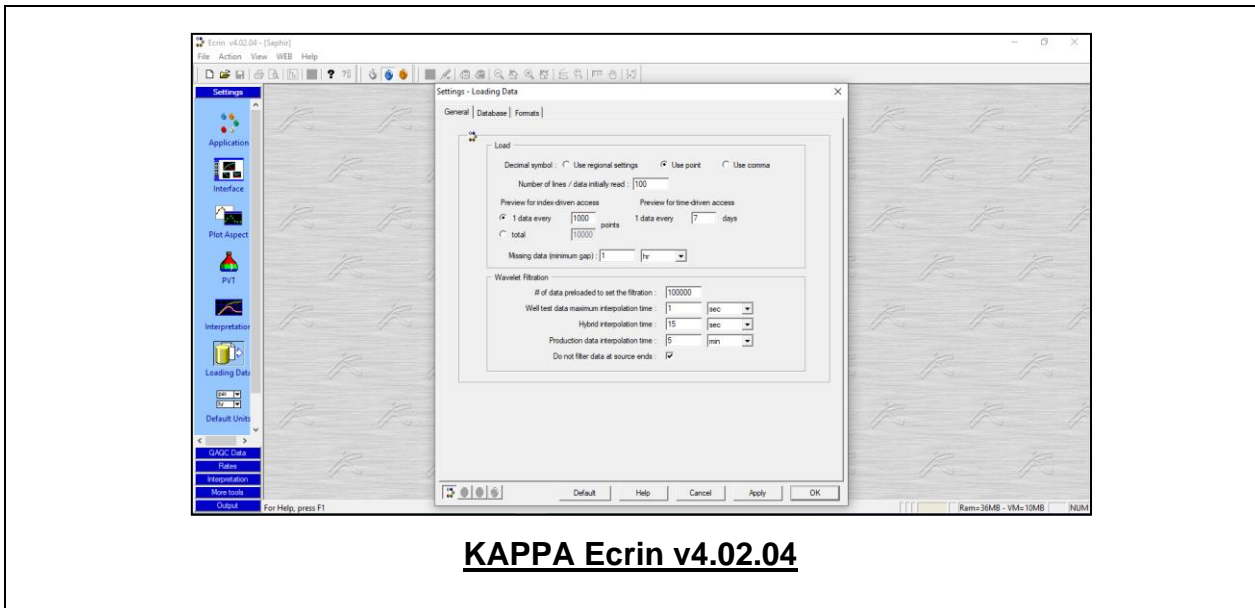 Ecrin v4.02.04 - [Saphir]
File Action View WEB Help
Settings
Application
Interface
Plot Aspect
PVT
Interpretation
Loading Data
Default Units
QAQC Data
Rates
Interpretation
More tools
Output
Settings - Loading Data
General Database Formats
Load
Decimal symbol : Use regional settings Use point Use comma
Number of lines / data initially read : 100
Preview for index-driven access Preview for time-driven access
1 data every 1000 points 1 data every 7 days
total 10000
Missing data (minimum gap) : 1 hr
Wavelet Filtration
# of data preloaded to set the filtration : 100000
Well test data maximum interpolation time : 1 sec
Hybrid interpolation time : 15 sec
Production data interpolation time : 5 min
Do not filter data at source ends :
Default Help Cancel Apply OK
For Help, press F1
Ram=36MB - VM=10MB NUM
KAPPA Ecrin v4.02.04